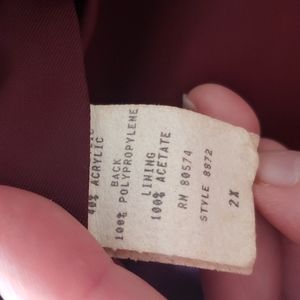 40% ACRYLIC
BACK
100% POLYPROPYLENE
LINING
100% ACETATE
RN 80574
STYLE 8872
2X